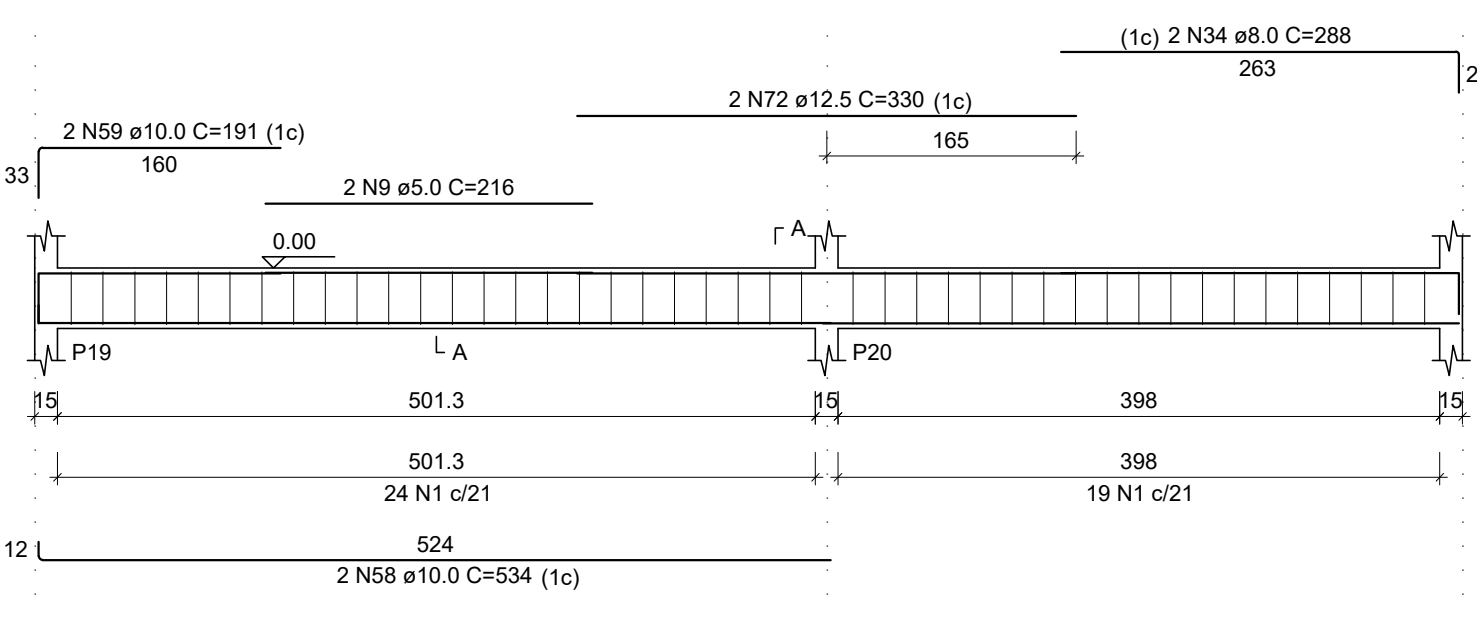 (1c) 2 N34 ø8.0 C=288
263
2
2 N72 ø12.5 C=330 (1c)
165
2 N59 ø10.0 C=191 (1c)
160
33
2 N9 ø5.0 C=216
0.00
A
P19
A
P20
15
501.3
15
398
15
501.3
24 N1 c/21
398
19 N1 c/21
12
524
2 N58 ø10.0 C=534 (1c)